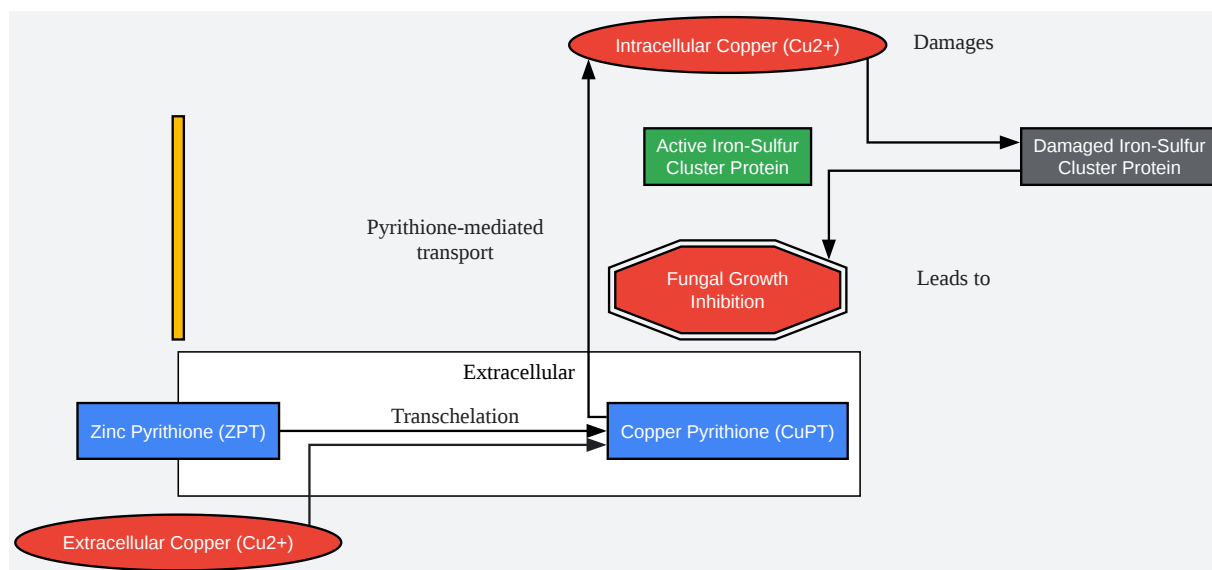 Intracellular Copper (Cu2+)
Damages
Active Iron-Sulfur
Cluster Protein
Damaged Iron-Sulfur
Cluster Protein
Pyrithione-mediated
transport
Fungal Growth
Inhibition
Leads to
Extracellular
Transchelation
Zinc Pyrithione (ZPT)
Copper Pyrithione (CuPT)
Extracellular Copper (Cu2+)